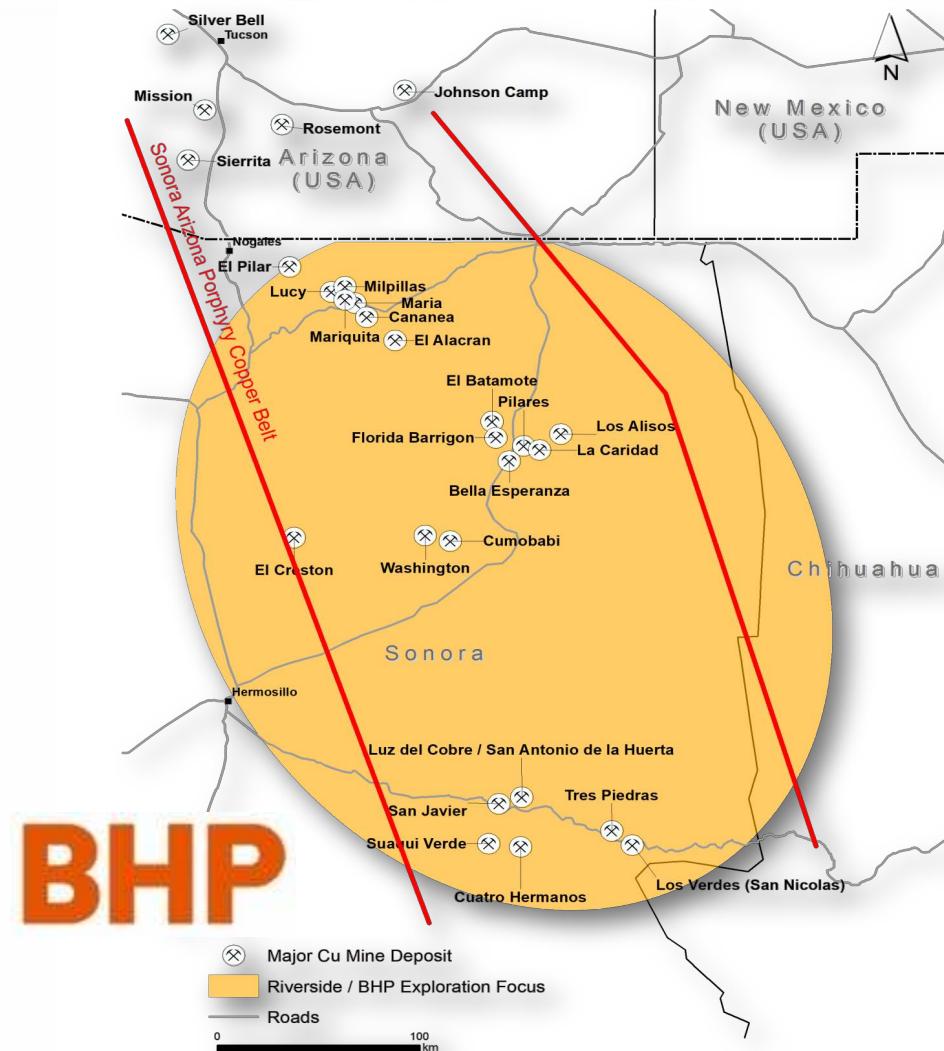 Silver Bell
Tucson
Mission
Johnson Camp
Rosemont
New Mexico
(USA)
N
Sierrita
Arizona
(USA)
Sonora Arizona Porphyry Copper Belt
Nogales
El Pilar
Lucy
Milpillas
Maria
Cananea
Mariquita
El Alacran
El Batamote
Pilares
Florida Barrigon
Los Alisos
La Caridad
Bella Esperanza
El Creston
Washington
Cumobabi
Chihuahua
Sonora
Hermosillo
Luz del Cobre / San Antonio de la Huerta
San Javier
Tres Piedras
Suaqui Verde
Cuatro Hermanos
Los Verdes (San Nicolas)
BHP
Major Cu Mine Deposit
Riverside / BHP Exploration Focus
Roads
0 100
km